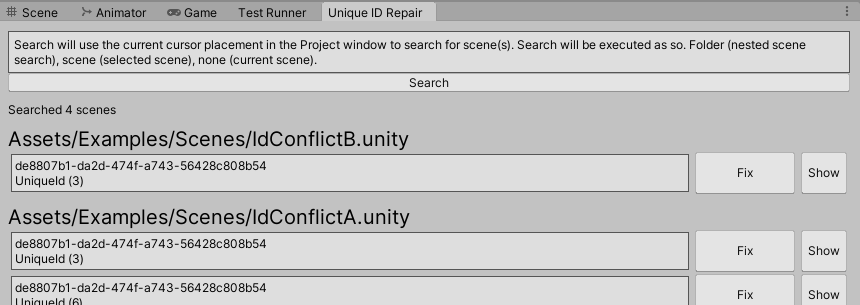 Scene Animator Game Test Runner Unique ID Repair
Search will use the current cursor placement in the Project window to search for scene(s). Search will be executed as so. Folder (nested scene
search), scene (selected scene), none (current scene).
Search
Searched 4 scenes
Assets/Examples/Scenes/IdConflictB.unity
de8807b1-da2d-474f-a743-56428c808b54
UniqueId (3)
Fix Show
Assets/Examples/Scenes/IdConflictA.unity
de8807b1-da2d-474f-a743-56428c808b54
UniqueId (3)
Fix Show
de8807b1-da2d-474f-a743-56428c808b54
UniqueId (6)
Fix Show